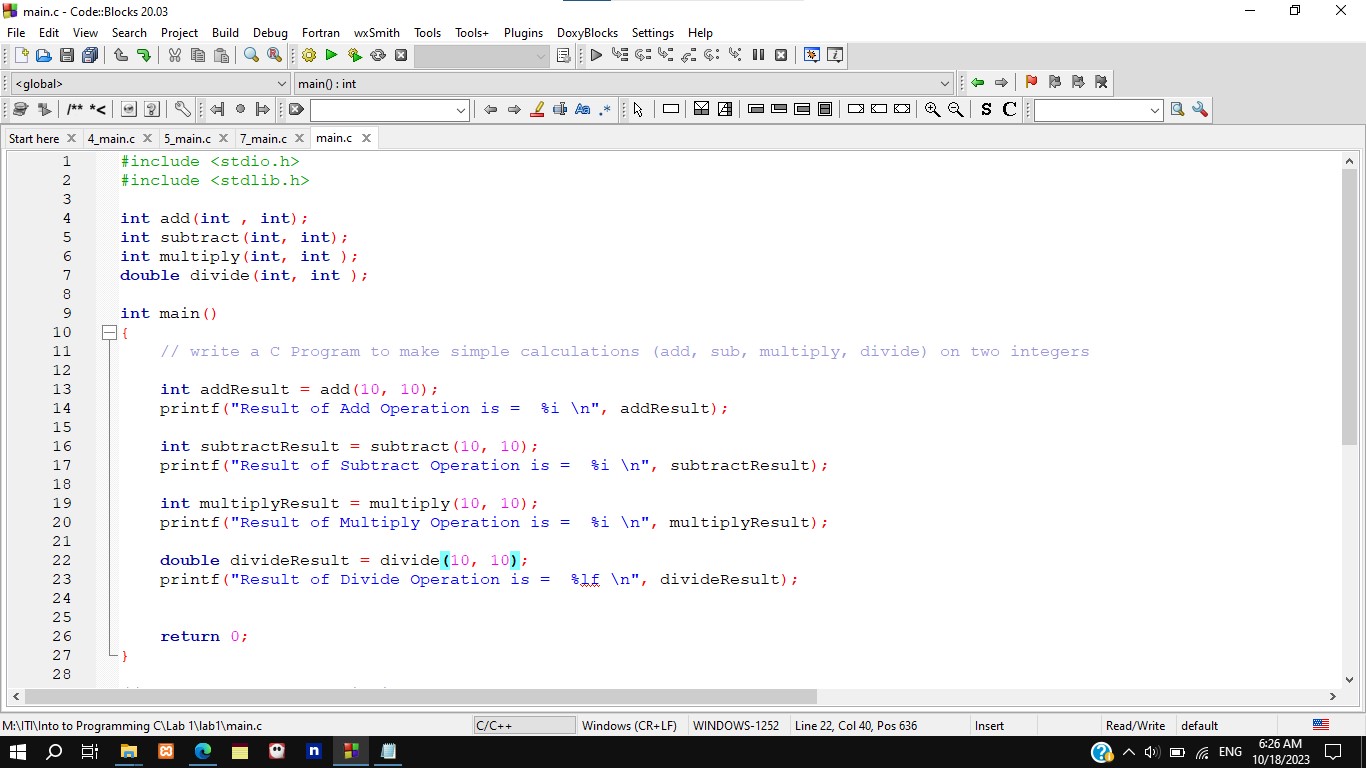 main.c - Code::Blocks 20.03
File Edit View Search Project Build Debug Fortran wxSmith Tools Tools+ Plugins DoxyBlocks Settings Help
<global> main() : int
/** *< Aa .* S C
Start here 4_main.c 5_main.c 7_main.c main.c
1 #include <stdio.h>
2 #include <stdlib.h>
3
4 int add(int , int);
5 int subtract(int, int);
6 int multiply(int, int );
7 double divide(int, int );
8
9 int main()
10 {
11 // write a C Program to make simple calculations (add, sub, multiply, divide) on two integers
12
13 int addResult = add(10, 10);
14 printf("Result of Add Operation is =  %i \n", addResult);
15
16 int subtractResult = subtract(10, 10);
17 printf("Result of Subtract Operation is =  %i \n", subtractResult);
18
19 int multiplyResult = multiply(10, 10);
20 printf("Result of Multiply Operation is =  %i \n", multiplyResult);
21
22 double divideResult = divide(10, 10);
23 printf("Result of Divide Operation is =  %lf \n", divideResult);
24
25
26 return 0;
27 }
28
M:\ITI\Into to Programming C\Lab 1\lab1\main.c C/C++ Windows (CR+LF) WINDOWS-1252 Line 22, Col 40, Pos 636 Insert Read/Write default
n ENG 6:26 AM
10/18/2023